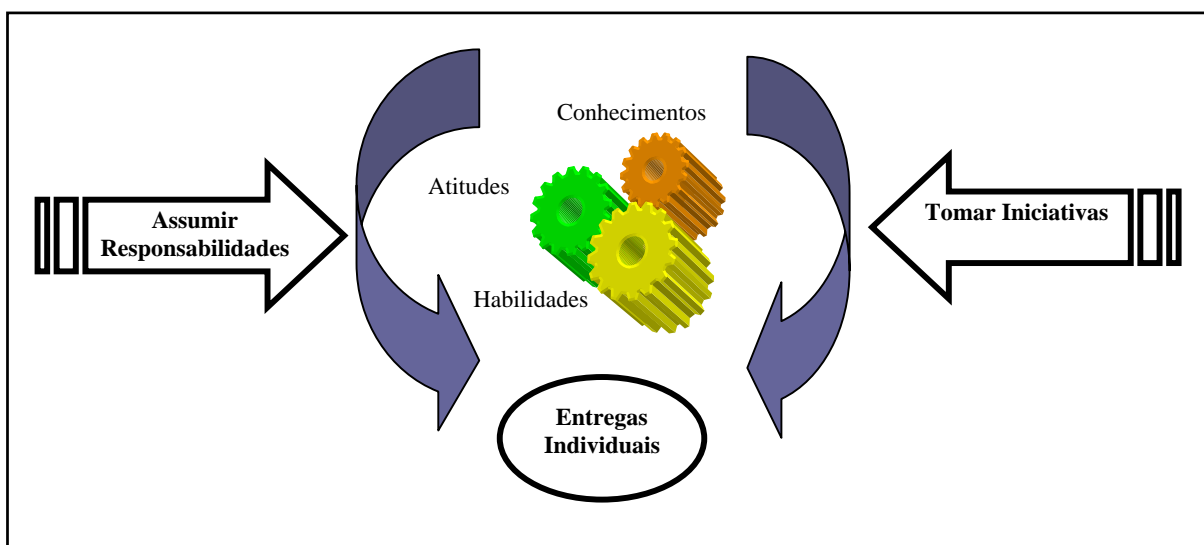 Conhecimentos
Atitudes
Habilidades
Assumir
Responsabilidades
Tomar Iniciativas
Entregas
Individuais